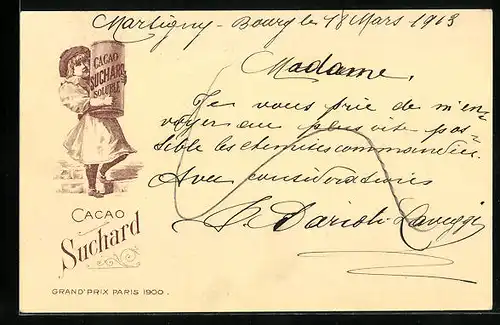 Martigny-Bourg le 18 Mars 1903
Madame,
Je vous prie de m'en-
voyer au plus vite pos-
sible les chemises commandées.
Avec considérations
CACAO
SUCHARD
SOLUBLE
CACAO
Suchard
GRAND'PRIX PARIS 1900.